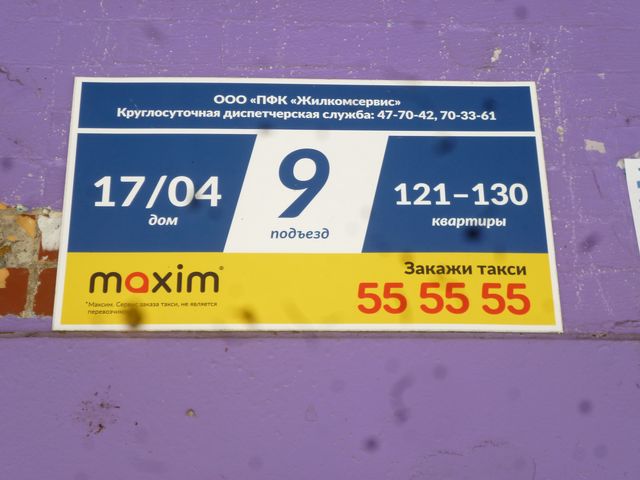 ООО «ПФК «Жилкомсервис»
Круглосуточная диспетчерская служба: 47-70-42, 70-33-61
17/04
дом
9
подъезд
121–130
квартиры
maxim®
*Максим. Сервис заказа такси, не является
перевозчиком
Закажи такси
55 55 55